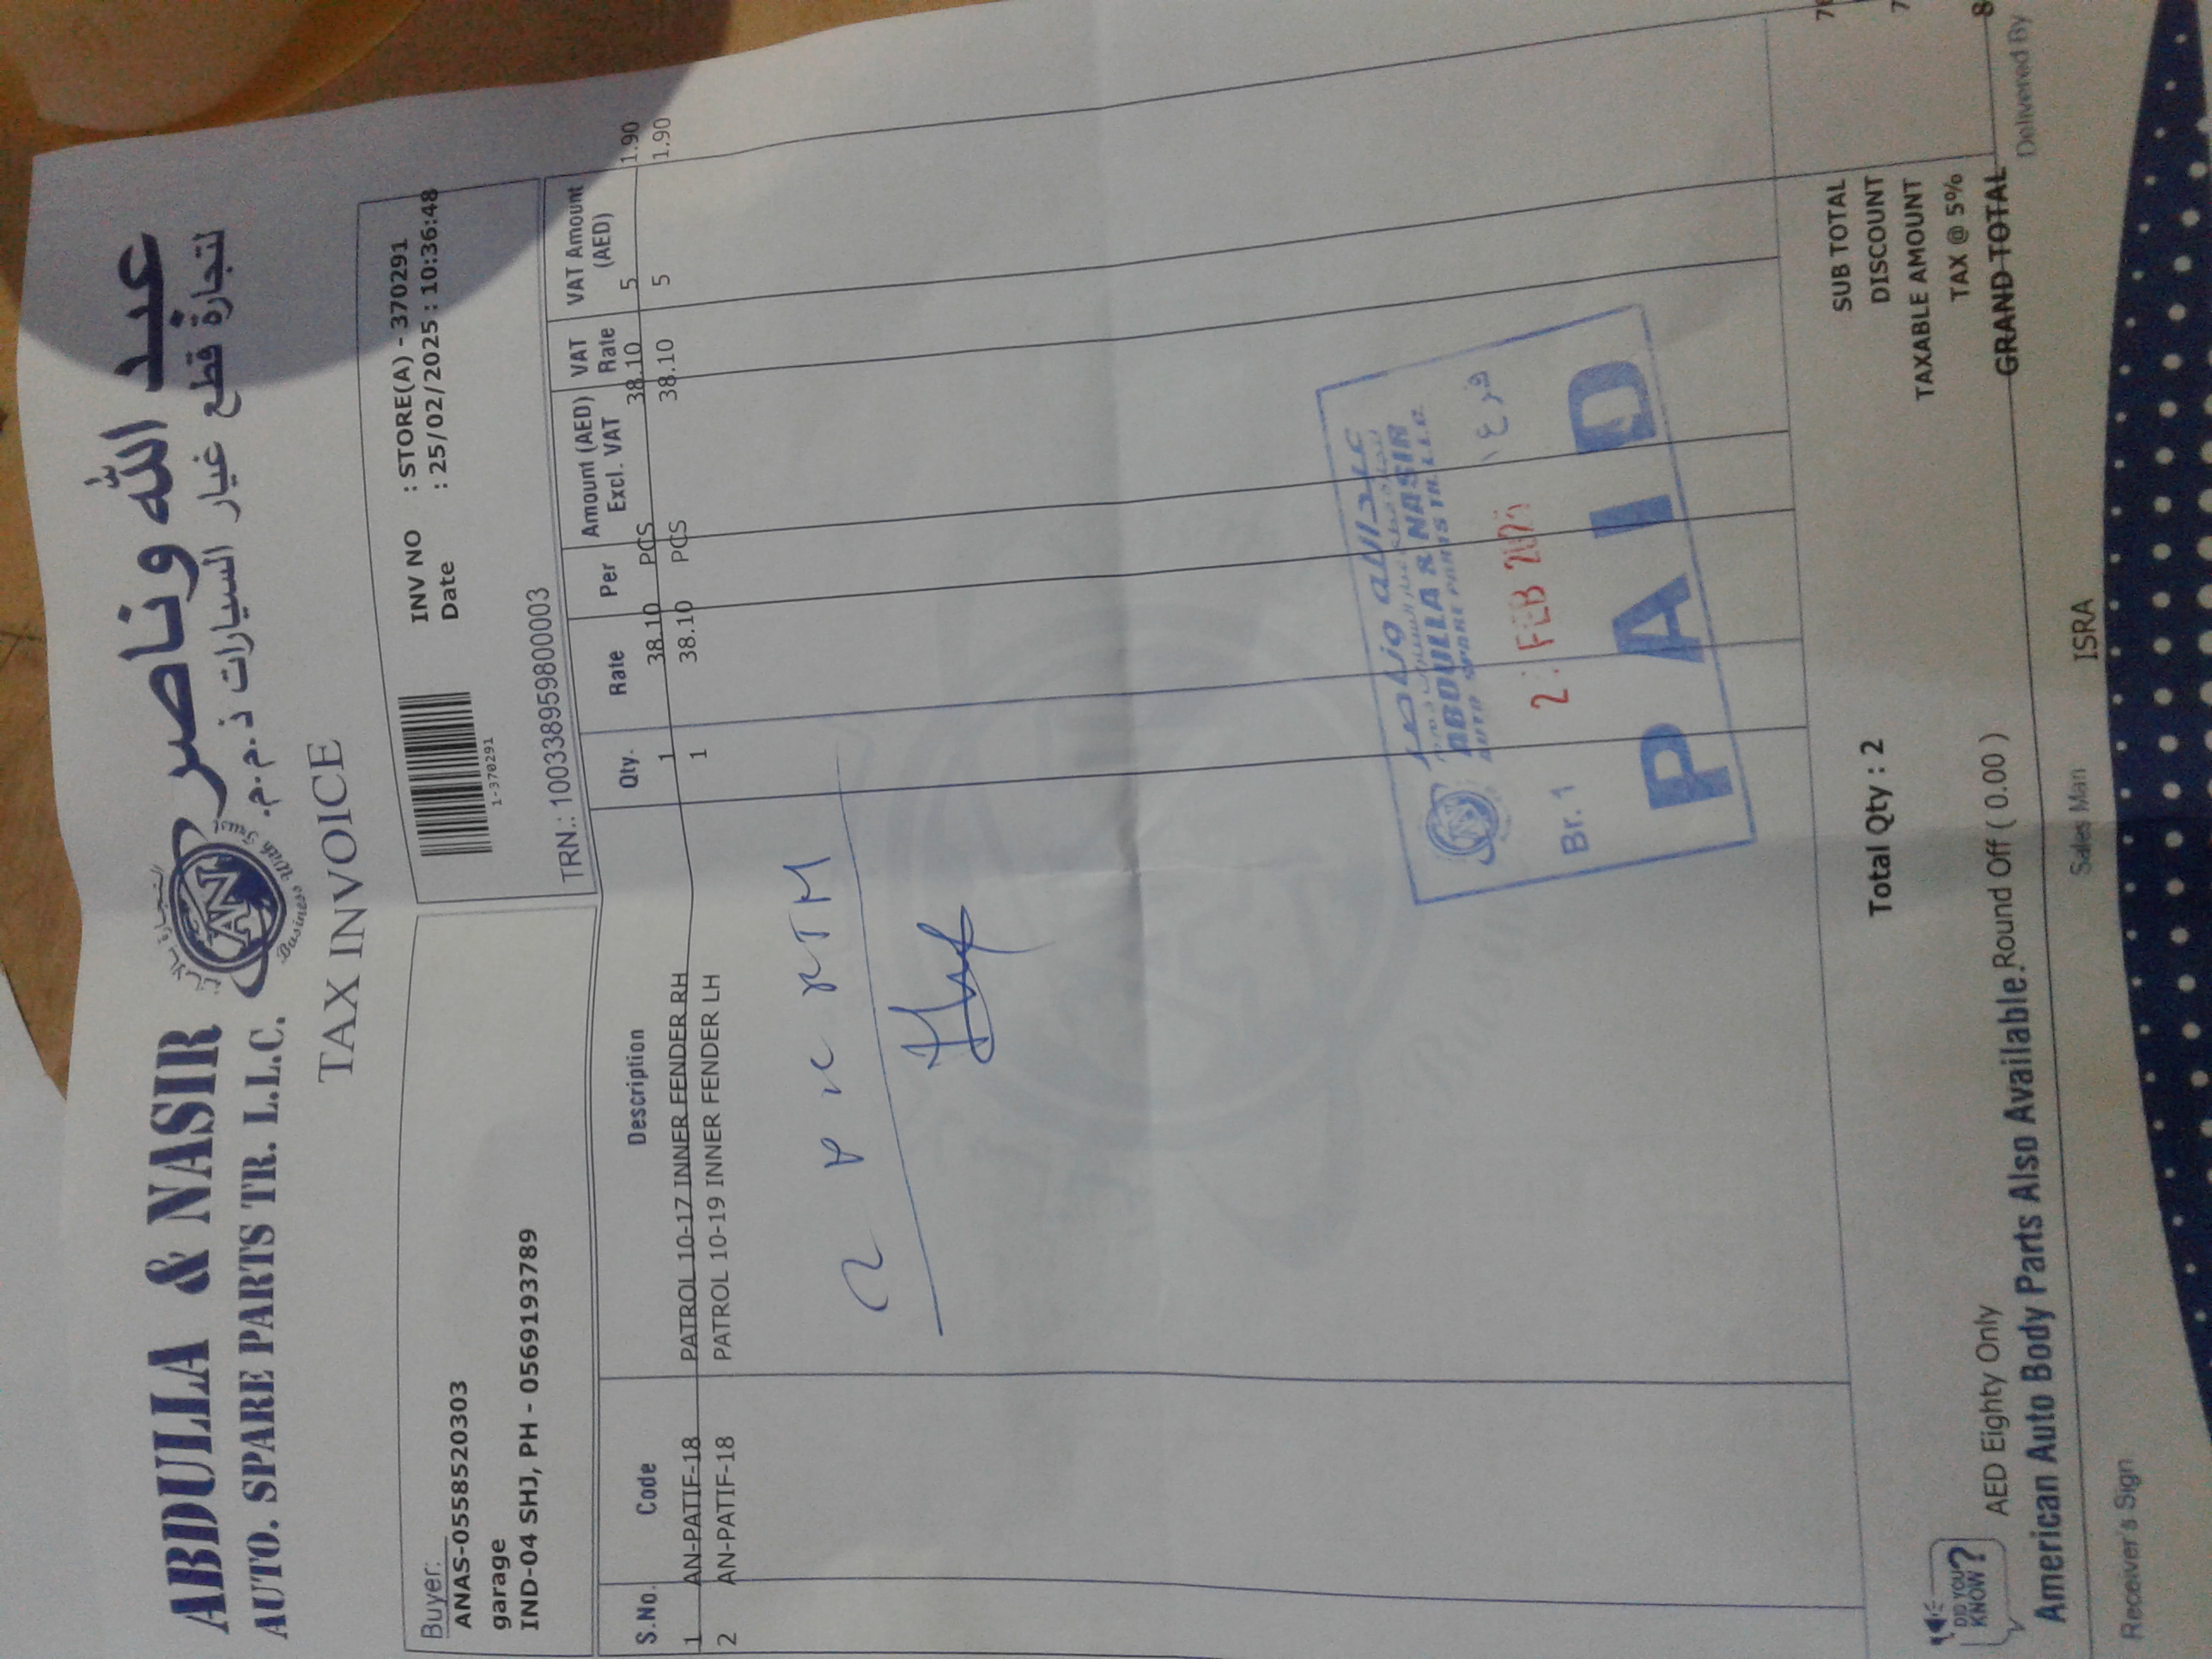 ABDULLA & NASIR عبد الله وناصر
AUTO. SPARE PARTS TR. L.L.C. لتجارة قطع غيار السيارات ذ.م.م.
AN
Business With
TAX INVOICE
Buyer:
ANAS-0558520303
garage
IND-04 SHJ, PH - 0569193789
1-370291
INV NO : STORE(A) - 370291
Date : 25/02/2025 : 10:36:48
TRN.: 100338959800003
S.No. Code Description Qty. Rate Per Amount (AED) Excl. VAT VAT Rate VAT Amount (AED)
1 AN-PATIF-18 PATROL 10-17 INNER FENDER RH 1 38.10 PCS 38.10 5 1.90
2 AN-PATIF-18 PATROL 10-19 INNER FENDER LH 1 38.10 PCS 38.10 5 1.90
ABDULLA & NASIR
AUTO SPARE PARTS TR. L.L.C.
Br.1 فرع ١
FEB
PAID
Total Qty : 2
SUB TOTAL
DISCOUNT
TAXABLE AMOUNT
TAX @ 5%
GRAND TOTAL
DID YOU KNOW ?
AED Eighty Only
Round Off ( 0.00 )
American Auto Body Parts Also Available.
Receiver's Sign Sales Man ISRA Delivered By